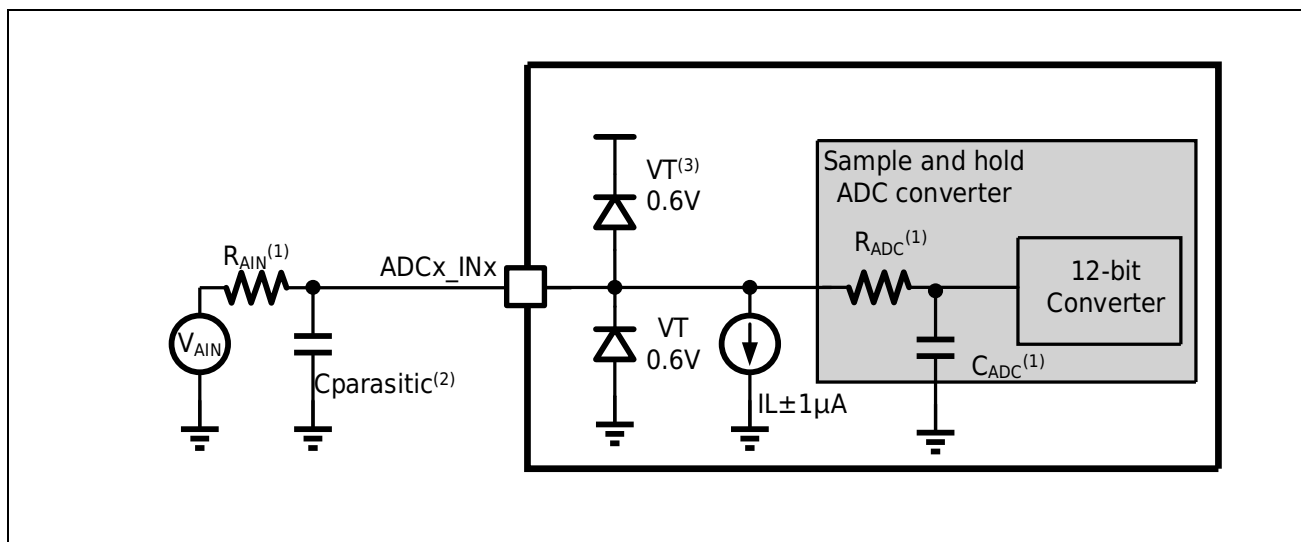 Sample and hold
ADC converter
VT(3)
0.6V
RAIN(1)
ADCx_INx
RADC(1)
12-bit
Converter
VAIN
VT
0.6V
Cparasitic(2)
CADC(1)
IL±1μA